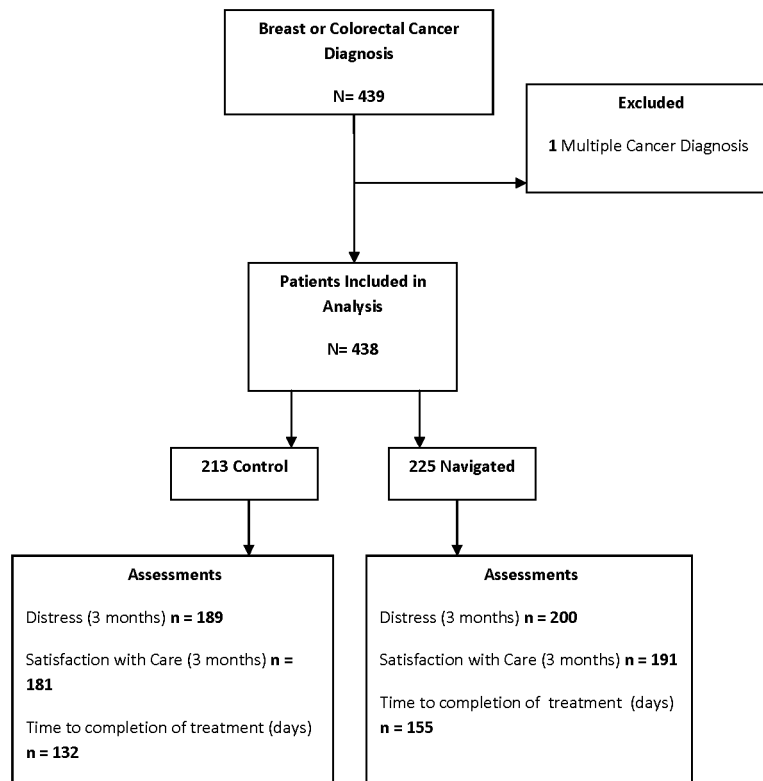 Breast or Colorectal Cancer
Diagnosis
N= 439
Excluded
1 Multiple Cancer Diagnosis
Patients Included in
Analysis
N= 438
213 Control
225 Navigated
Assessments
Distress (3 months) n = 189
Satisfaction with Care (3 months) n =
181
Time to completion of treatment (days)
n = 132
Assessments
Distress (3 months) n = 200
Satisfaction with Care (3 months) n = 191
Time to completion of treatment (days)
n = 155